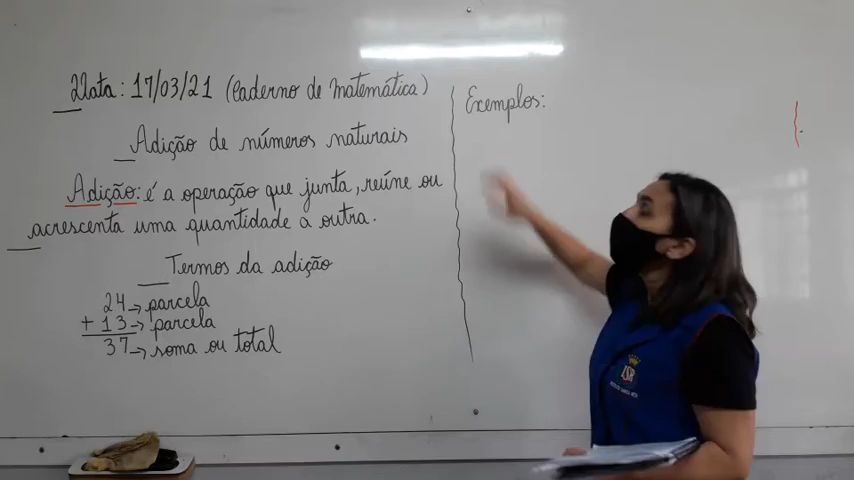 Data: 17/03/21 (Caderno de Matemática)
Adição de números naturais
Adição: é a operação que junta, reúne ou
acrescenta uma quantidade a outra.
Termos da adição
24 → parcela
+ 13 → parcela
37 → soma ou total
Exemplos: